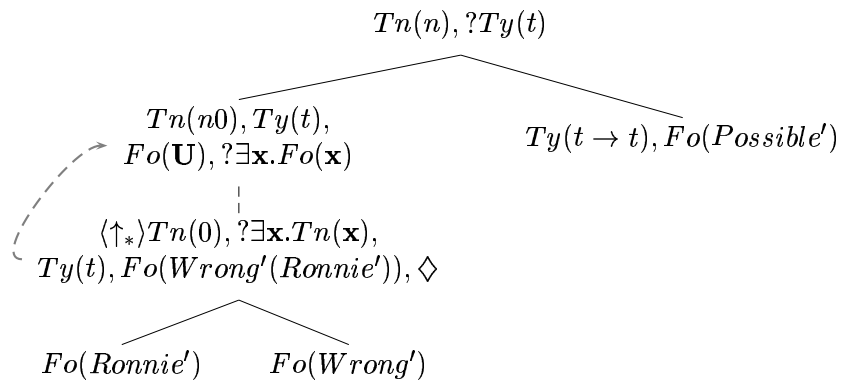 Tn(n), ?Ty(t)
Tn(n0), Ty(t),
Fo(U), ?∃x.Fo(x)
Ty(t → t), Fo(Possible′)
⟨↑∗⟩Tn(0), ?∃x.Tn(x),
Ty(t), Fo(Wrong′(Ronnie′)), ♢
Fo(Ronnie′) Fo(Wrong′)